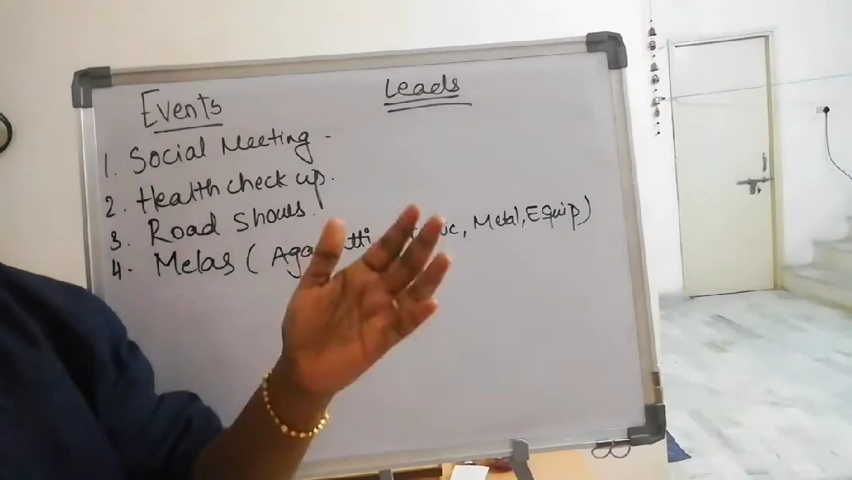 Events
Leads
1. Social Meeting -
2. Health check up.
3. Road Shows.
4. Melas ( , Metal, Equip)